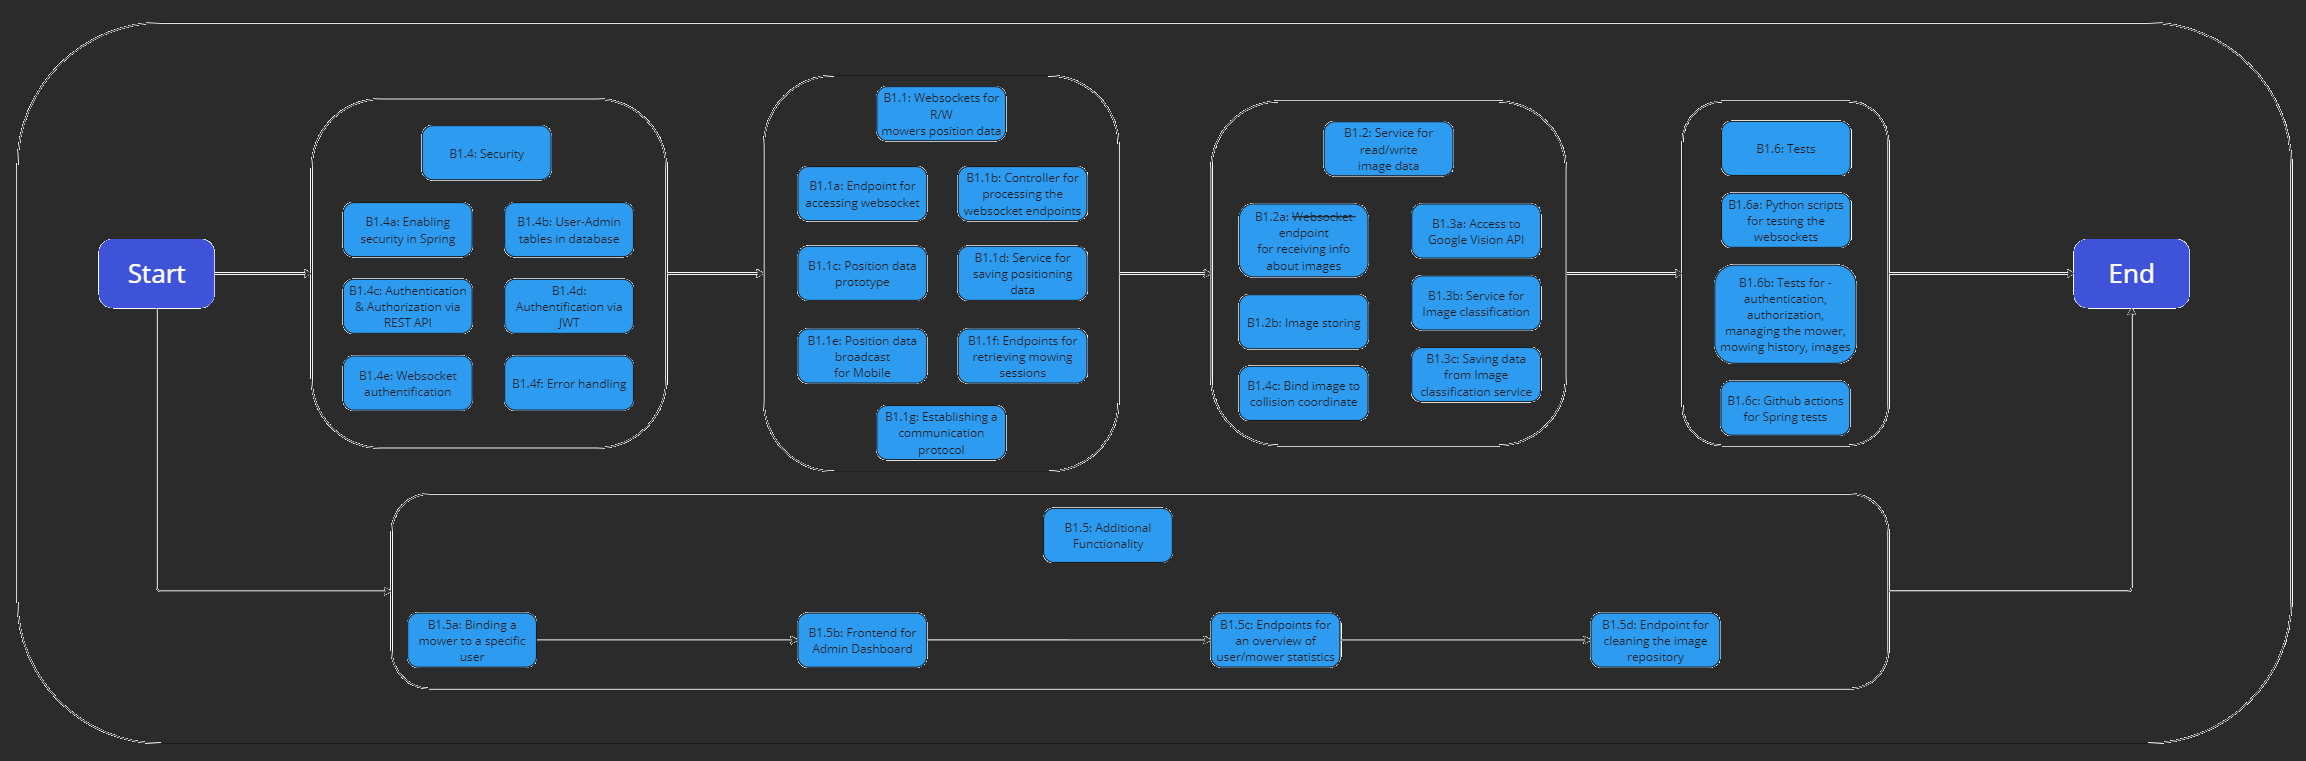 Start
B1.4: Security
B1.4a: Enabling
security in Spring
B1.4b: User-Admin
tables in database
B1.4c: Authentication
& Authorization via
REST API
B1.4d:
Authentification via
JWT
B1.4e: Websocket
authentification
B1.4f: Error handling
B1.1: Websockets for
R/W
mowers position data
B1.1a: Endpoint for
accessing websocket
B1.1b: Controller for
processing the
websocket endpoints
B1.1c: Position data
prototype
B1.1d: Service for
saving positioning
data
B1.1e: Position data
broadcast
for Mobile
B1.1f: Endpoints for
retrieving mowing
sessions
B1.1g: Establishing a
communication
protocol
B1.2: Service for
read/write
image data
B1.2a: Websocket
endpoint
for receiving info
about images
B1.3a: Access to
Google Vision API
B1.2b: Image storing
B1.3b: Service for
Image classification
B1.4c: Bind image to
collision coordinate
B1.3c: Saving data
from Image
classification service
B1.6: Tests
B1.6a: Python scripts
for testing the
websockets
B1.6b: Tests for -
authentication,
authorization,
managing the mower,
mowing history, images
B1.6c: Github actions
for Spring tests
End
B1.5: Additional
Functionality
B1.5a: Binding a
mower to a specific
user
B1.5b: Frontend for
Admin Dashboard
B1.5c: Endpoints for
an overview of
user/mower statistics
B1.5d: Endpoint for
cleaning the image
repository